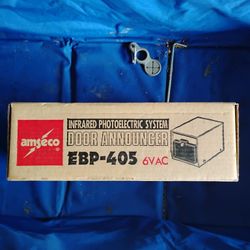 amseco
INFRARED PHOTOELECTRIC SYSTEM
DOOR ANNOUNCER
EBP-405 6VAC